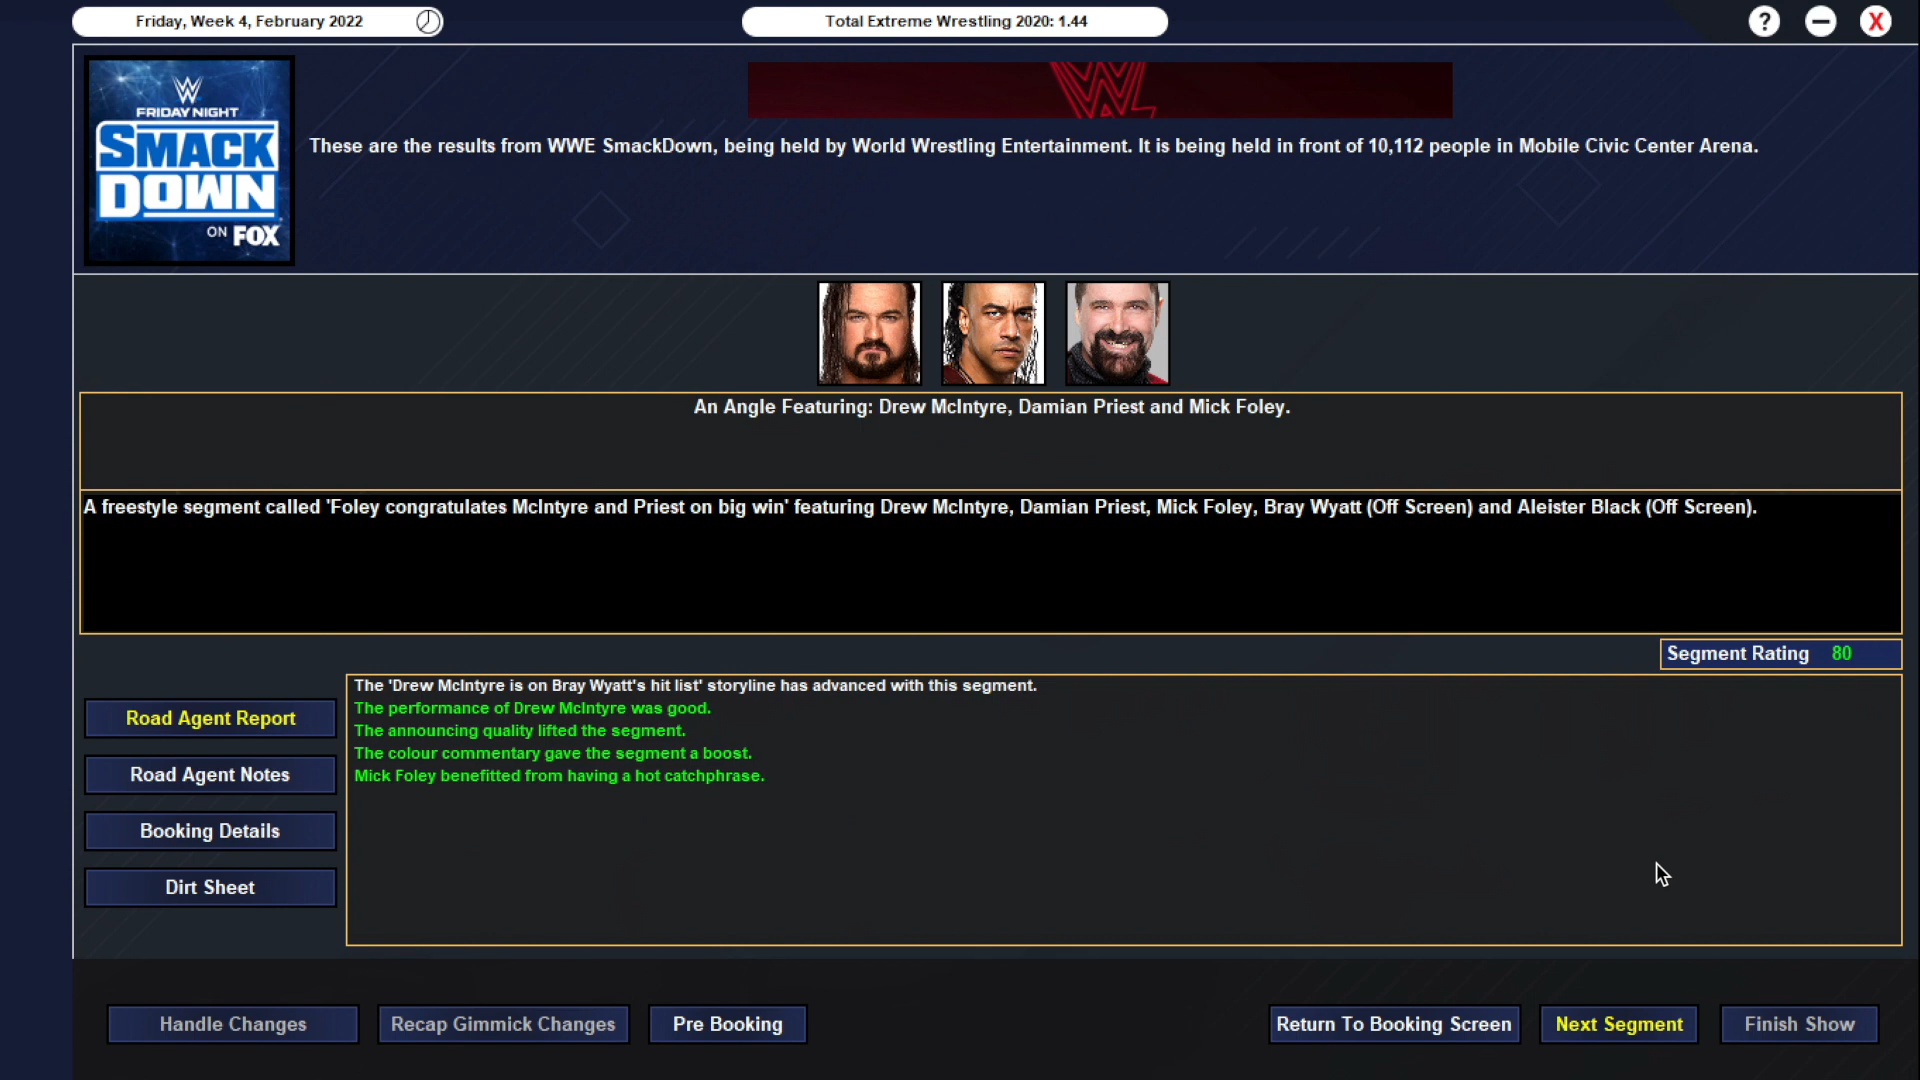 Friday, Week 4, February 2022
Total Extreme Wrestling 2020: 1.44
?
X
W
FRIDAY NIGHT
SMACK
DOWN
ON FOX
These are the results from WWE SmackDown, being held by World Wrestling Entertainment. It is being held in front of 10,112 people in Mobile Civic Center Arena.
An Angle Featuring: Drew McIntyre, Damian Priest and Mick Foley.
A freestyle segment called 'Foley congratulates McIntyre and Priest on big win' featuring Drew McIntyre, Damian Priest, Mick Foley, Bray Wyatt (Off Screen) and Aleister Black (Off Screen).
Segment Rating 80
The 'Drew McIntyre is on Bray Wyatt's hit list' storyline has advanced with this segment.
The performance of Drew McIntyre was good.
The announcing quality lifted the segment.
The colour commentary gave the segment a boost.
Mick Foley benefitted from having a hot catchphrase.
Road Agent Report
Road Agent Notes
Booking Details
Dirt Sheet
Handle Changes
Recap Gimmick Changes
Pre Booking
Return To Booking Screen
Next Segment
Finish Show